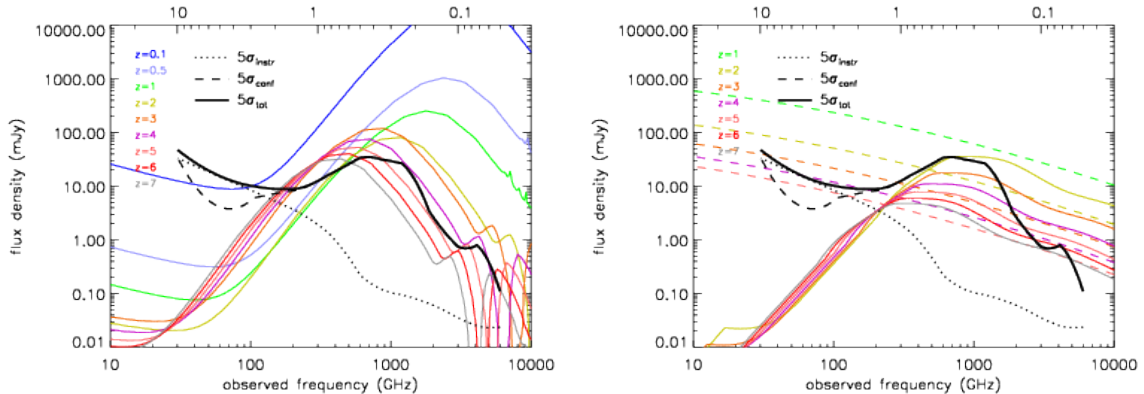 10 1 0.1
10000.00
1000.00
100.00
10.00
1.00
0.10
0.01
flux density (mJy)
z=0.1
z=0.5
z=1
z=2
z=3
z=4
z=5
z=6
z=7
5σinstr
5σconf
5σtot
10 100 1000 10000
observed frequency (GHz)
10 1 0.1
10000.00
1000.00
100.00
10.00
1.00
0.10
0.01
flux density (mJy)
z=1
z=2
z=3
z=4
z=5
z=6
z=7
5σinstr
5σconf
5σtot
10 100 1000 10000
observed frequency (GHz)